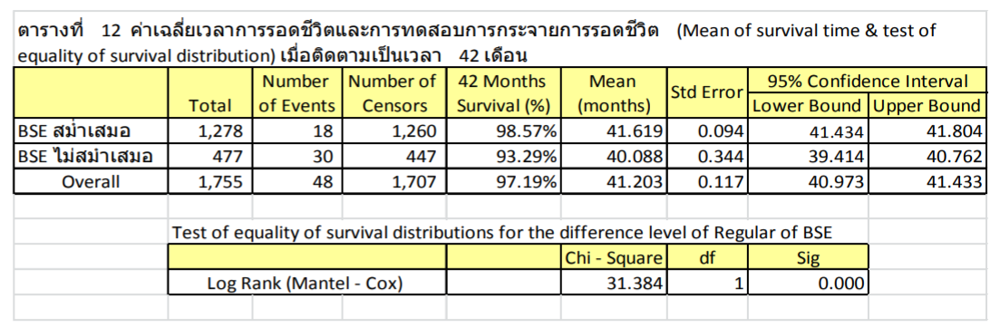 ตารางที่ 12 ค่าเฉลี่ยเวลาการรอดชีวิตและการทดสอบการกระจายการรอดชีวิต (Mean of survival time & test of
equality of survival distribution) เมื่อติดตามเป็นเวลา 42 เดือน
Total Number of Events Number of Censors 42 Months Survival (%) Mean (months) Std Error 95% Confidence Interval
Lower Bound Upper Bound
BSE สม่ำเสมอ 1,278 18 1,260 98.57% 41.619 0.094 41.434 41.804
BSE ไม่สม่ำเสมอ 477 30 447 93.29% 40.088 0.344 39.414 40.762
Overall 1,755 48 1,707 97.19% 41.203 0.117 40.973 41.433
Test of equality of survival distributions for the difference level of Regular of BSE
Chi - Square df Sig
Log Rank (Mantel - Cox) 31.384 1 0.000